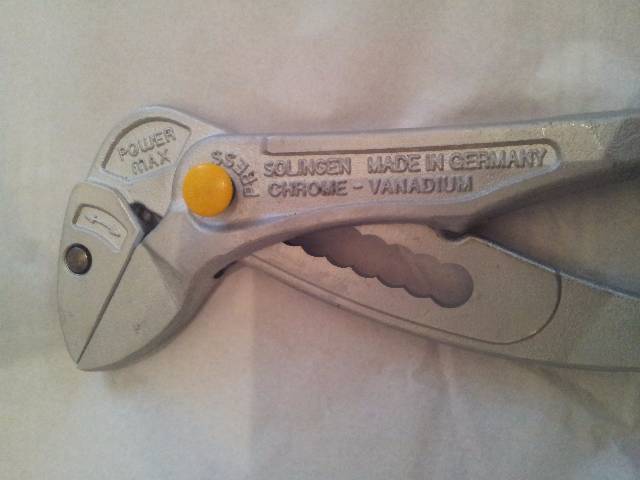 POWER
MAX
PRESS
SOLINGEN MADE IN GERMANY
CHROME - VANADIUM